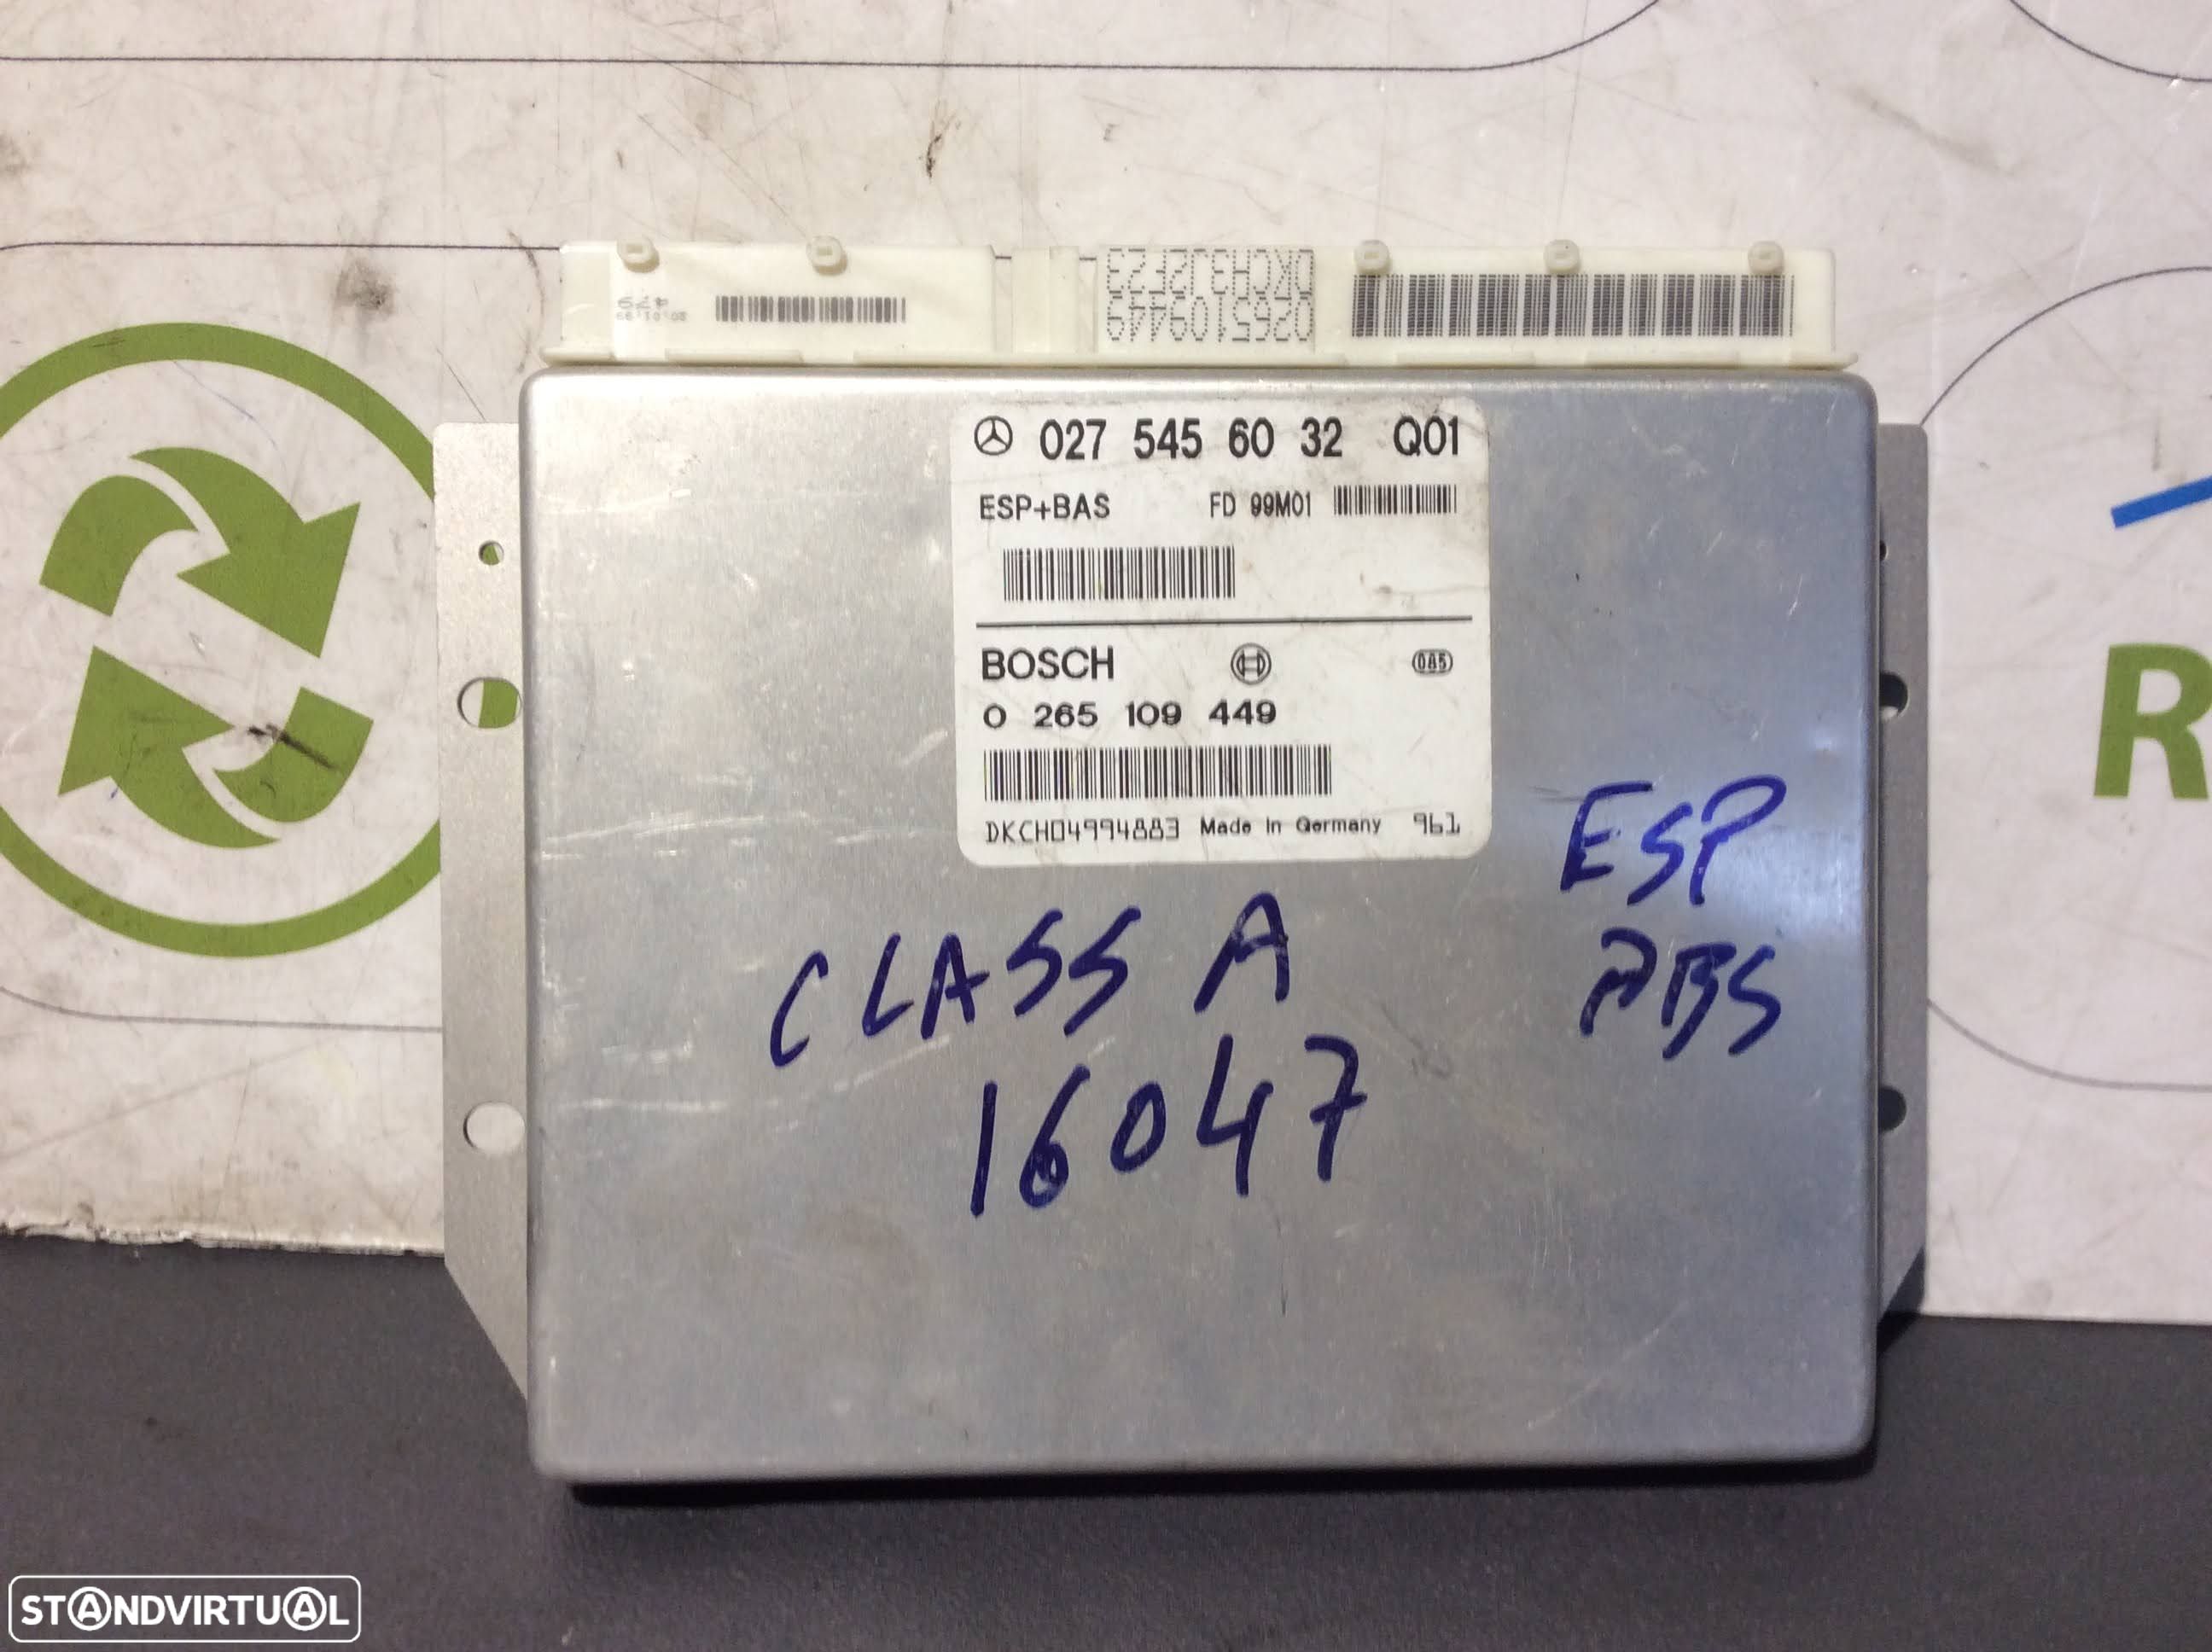 DKCH3J2F23
0265109449
027 545 60 32 Q01
ESP+BAS FD 99M01
BOSCH 085
0 265 109 449
DKCH04994883 Made in Germany 961
ESP
ABS
CLASS A
16047
R
STANDVIRTUAL